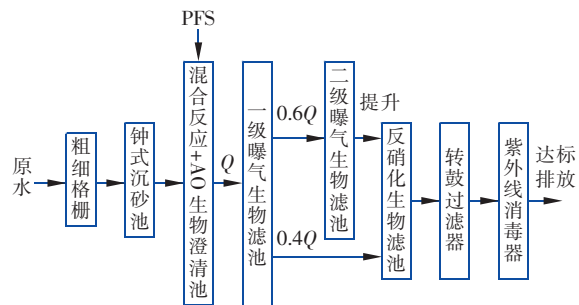 PFS
原水
粗细格栅
钟式沉砂池
混合反应+AO生物澄清池
Q
一级曝气生物滤池
0.6Q
0.4Q
二级曝气生物滤池
提升
反硝化生物滤池
转鼓过滤器
紫外线消毒器
达标
排放